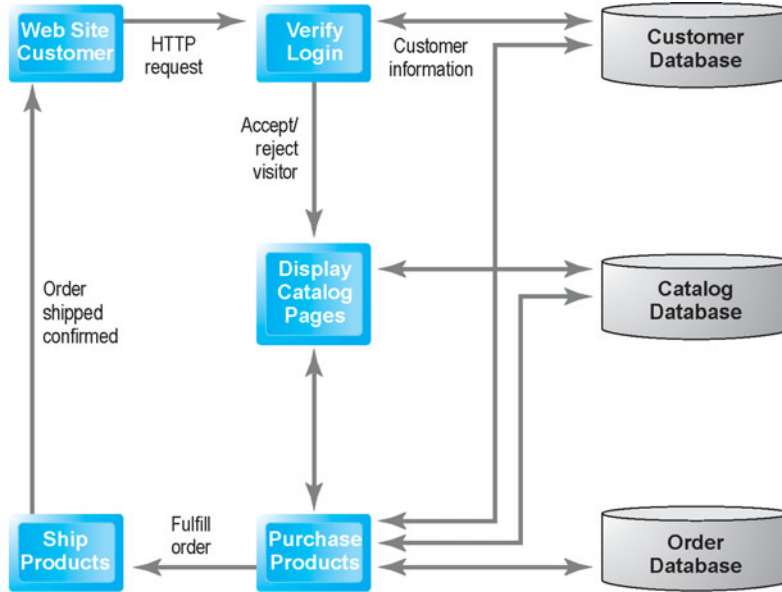 Web Site
Customer
HTTP
request
Verify
Login
Customer
information
Customer
Database
Accept/
reject
visitor
Display
Catalog
Pages
Catalog
Database
Order
shipped
confirmed
Ship
Products
Fulfill
order
Purchase
Products
Order
Database